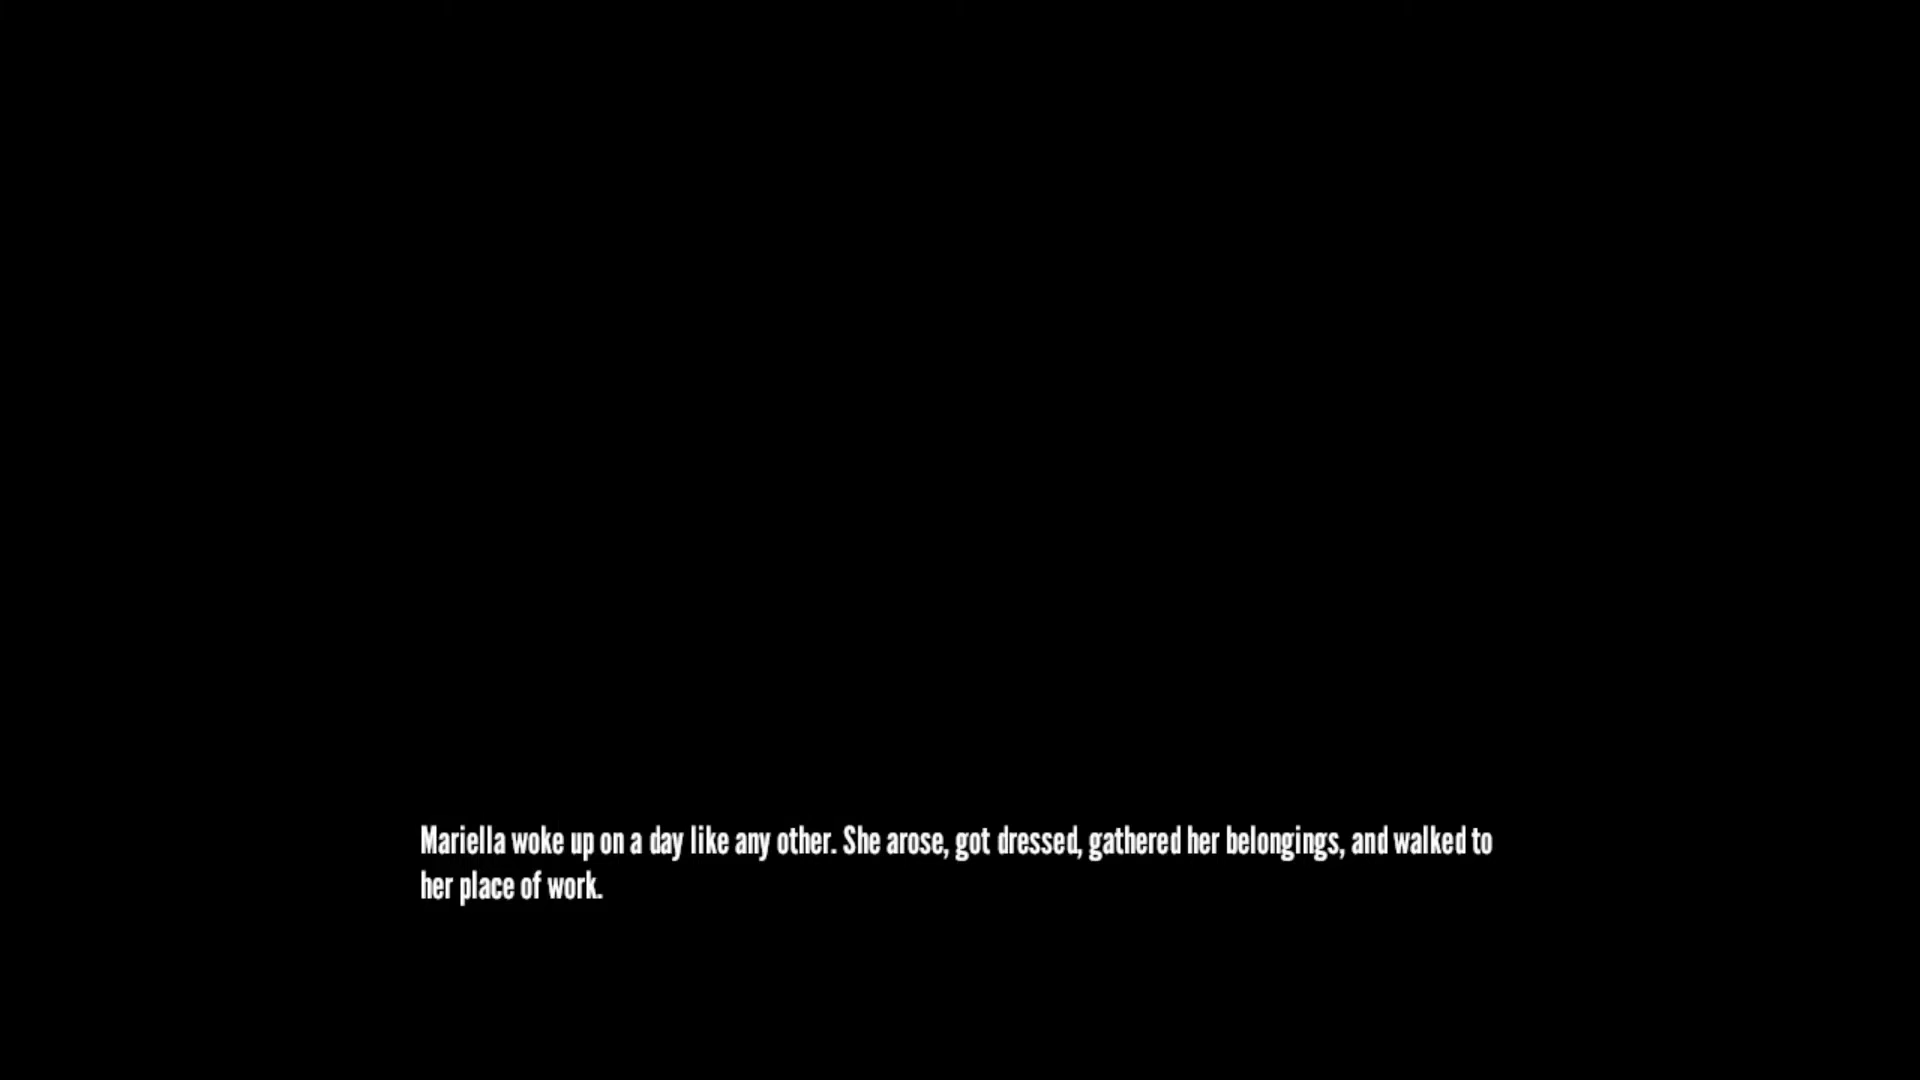 Mariella woke up on a day like any other. She arose, got dressed, gathered her belongings, and walked to
her place of work.